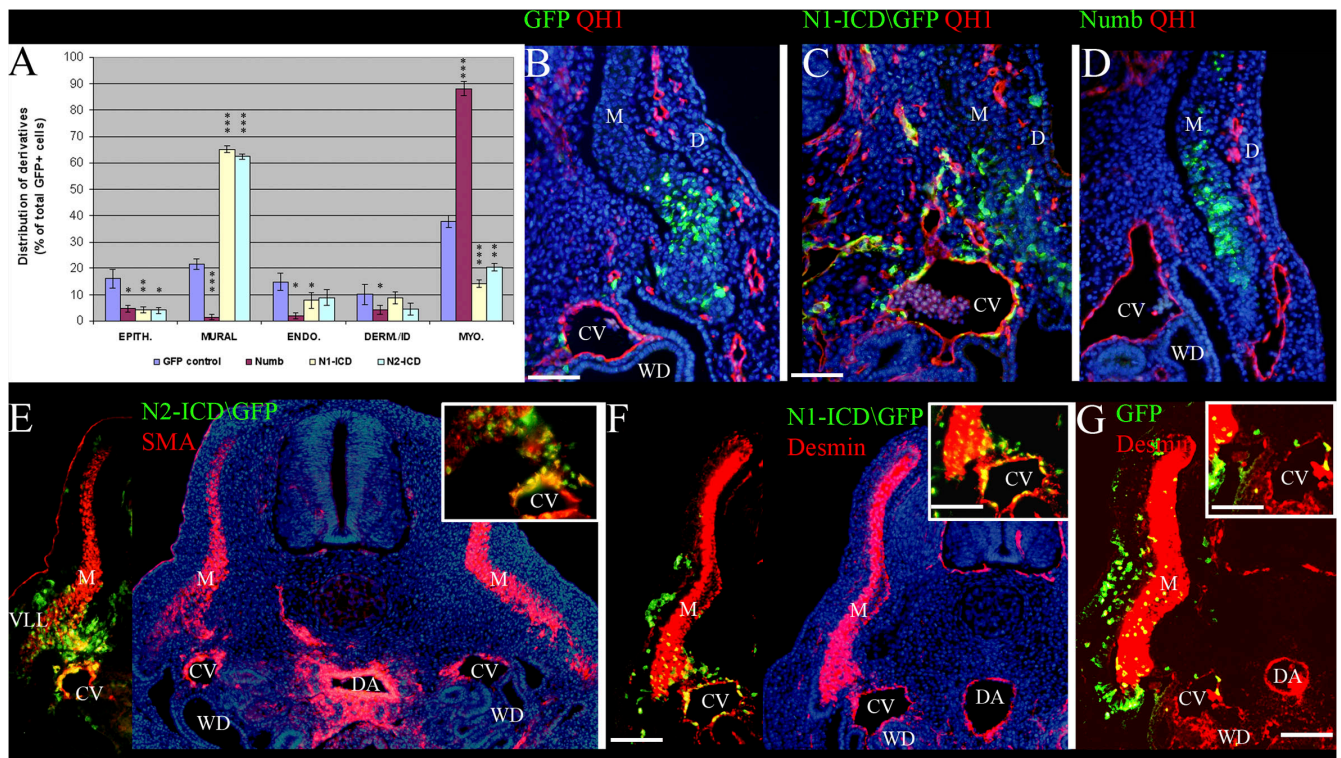 GFP QH1
N1-ICD\GFP QH1
Numb QH1
A
B
C
D
Distribution of derivatives
(% of total GFP+ cells)
100
90
80
70
60
50
40
30
20
10
0
* ** *
*** *** ***
* *
*
*** *** **
EPITH. MURAL ENDO. DERM./ID MYO.
GFP control Numb N1-ICD N2-ICD
M
D
CV
WD
M
D
CV
M
D
CV
WD
E
N2-ICD\GFP
SMA
CV
M
VLL
CV
M
M
CV
DA
CV
WD
WD
F
N1-ICD\GFP
Desmin
CV
M
CV
M
CV
DA
WD
G
GFP
Desmin
CV
M
DA
CV
WD